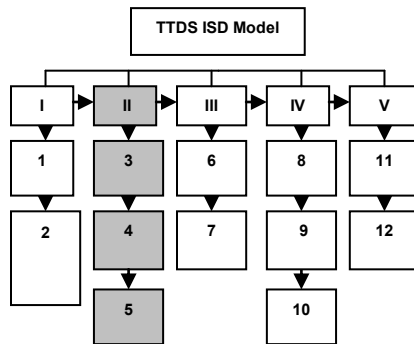 TTDS ISD Model
I II III IV V
1 3 6 8 11
2 4 7 9 12
5 10